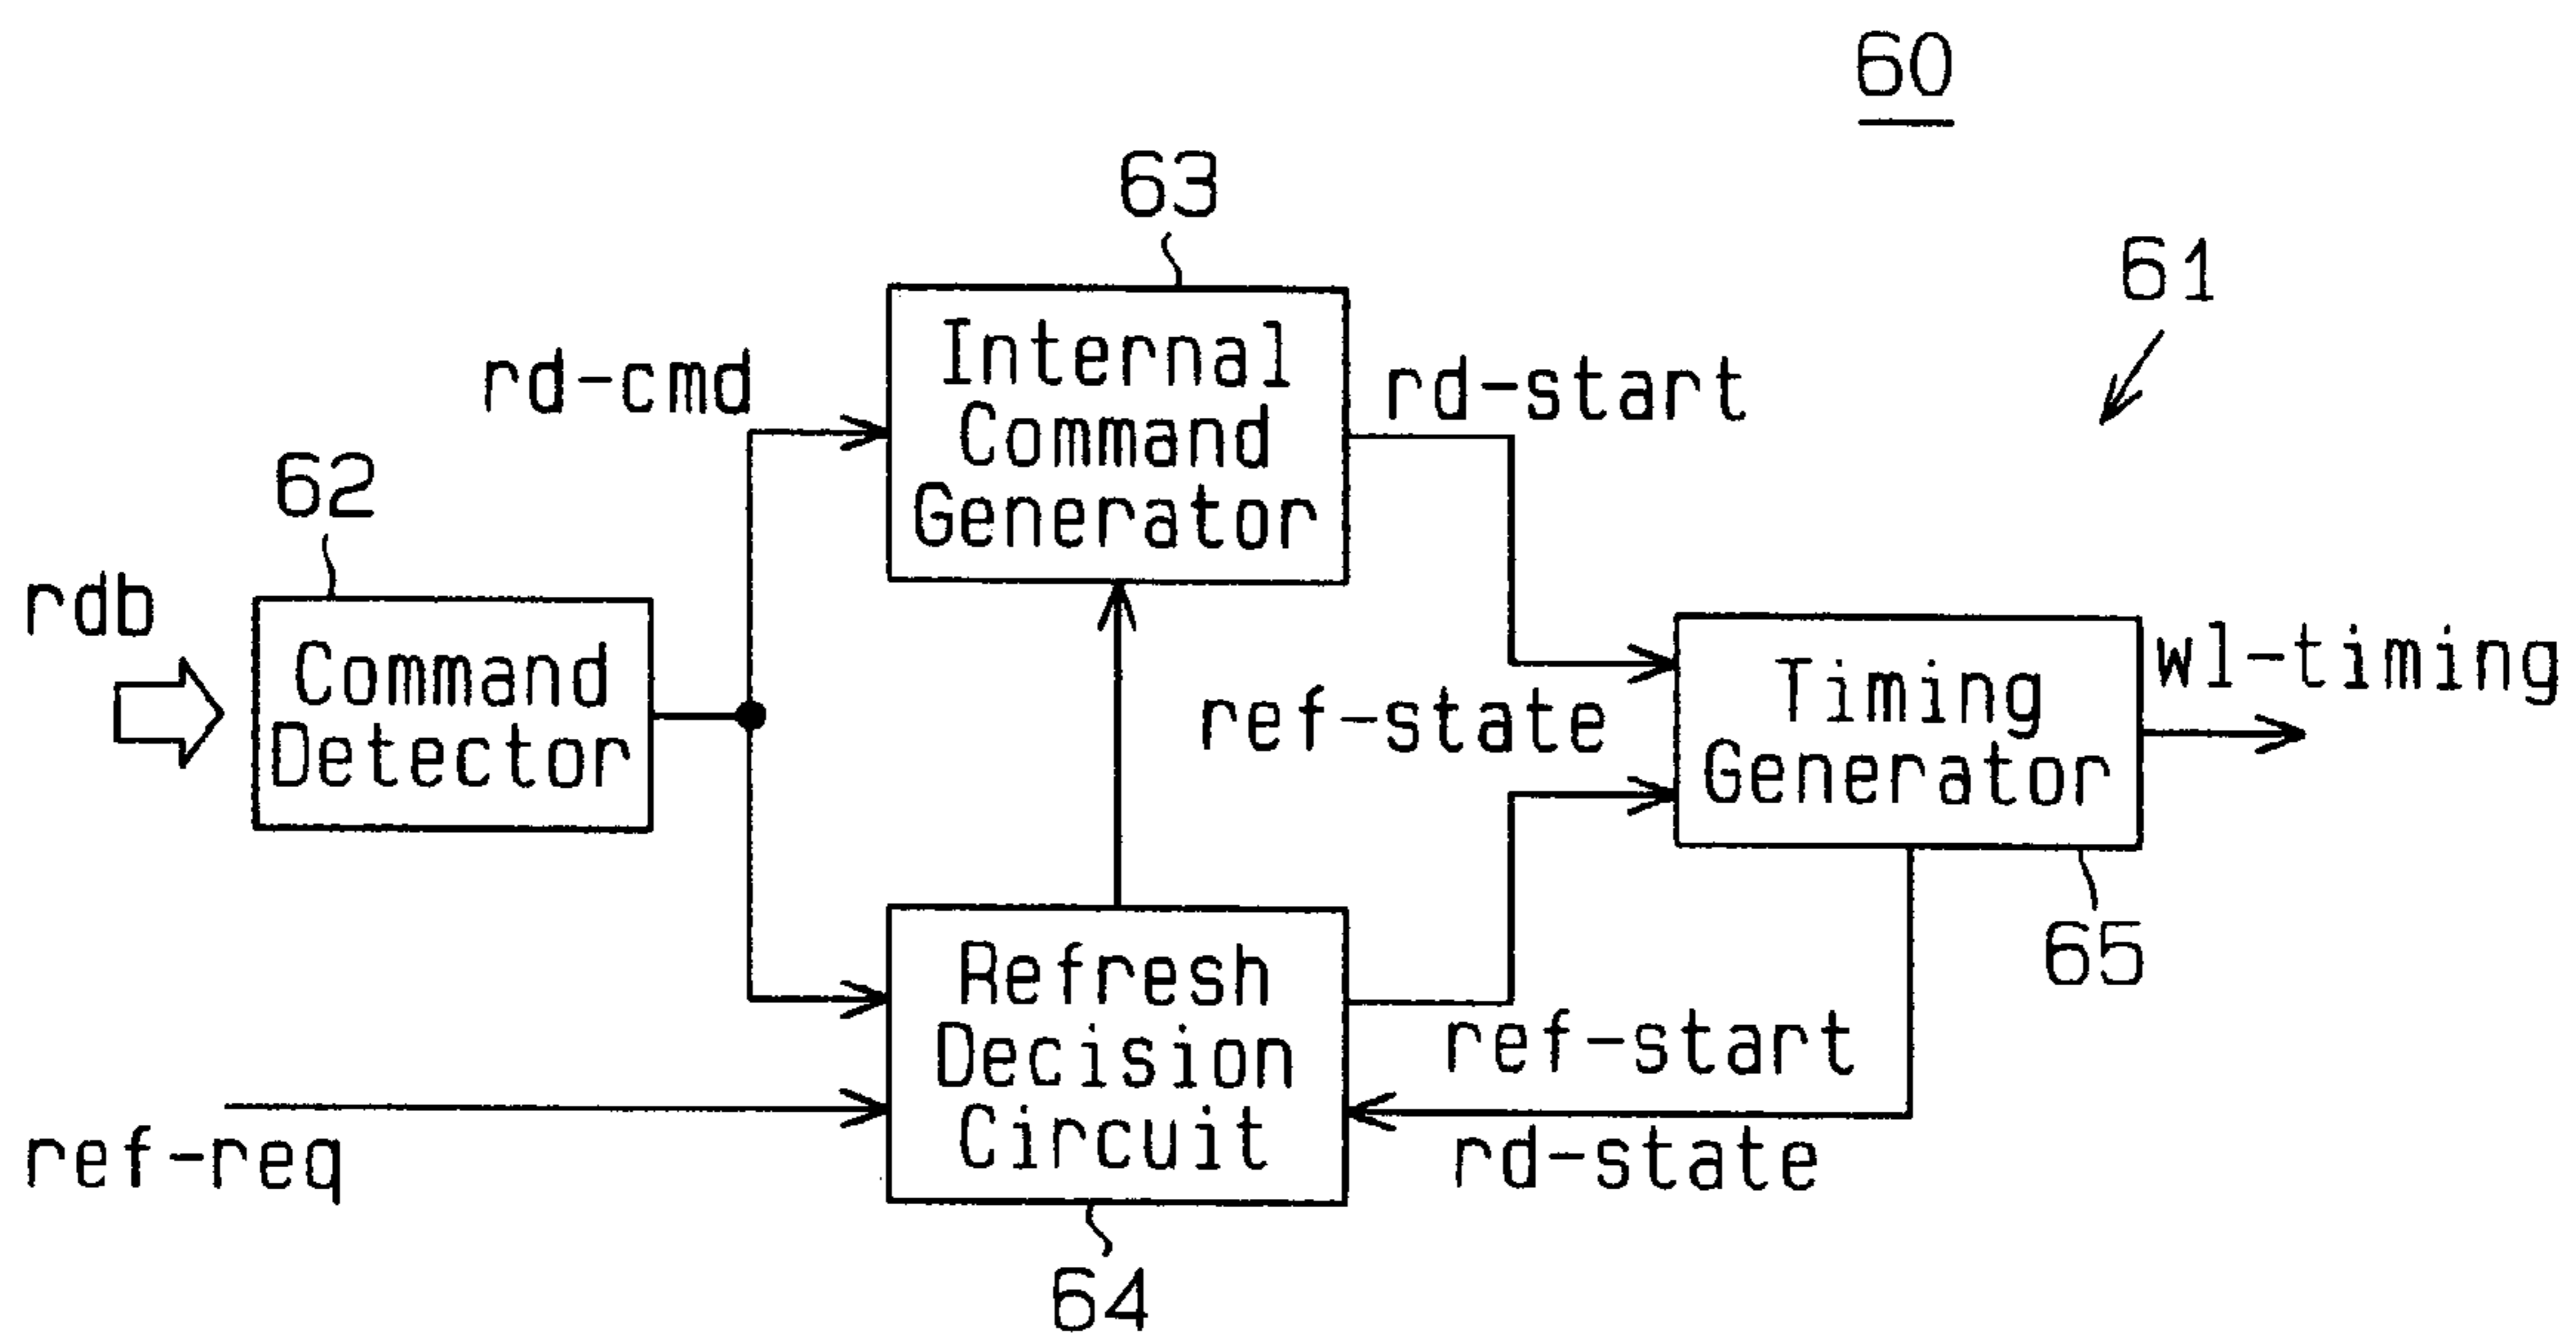 60
63
61
Internal
Command
Generator
rd-cmd
rd-start
62
rdb
Command
Detector
ref-state
Timing
Generator
wl-timing
65
Refresh
Decision
Circuit
ref-start
rd-state
ref-req
64